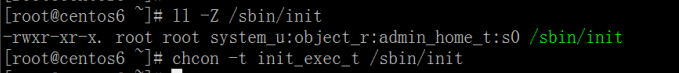 [root@centos6 ~]# ll -Z /sbin/init
-rwxr-xr-x. root root system_u:object_r:admin_home_t:s0 /sbin/init
[root@centos6 ~]# chcon -t init_exec_t /sbin/init